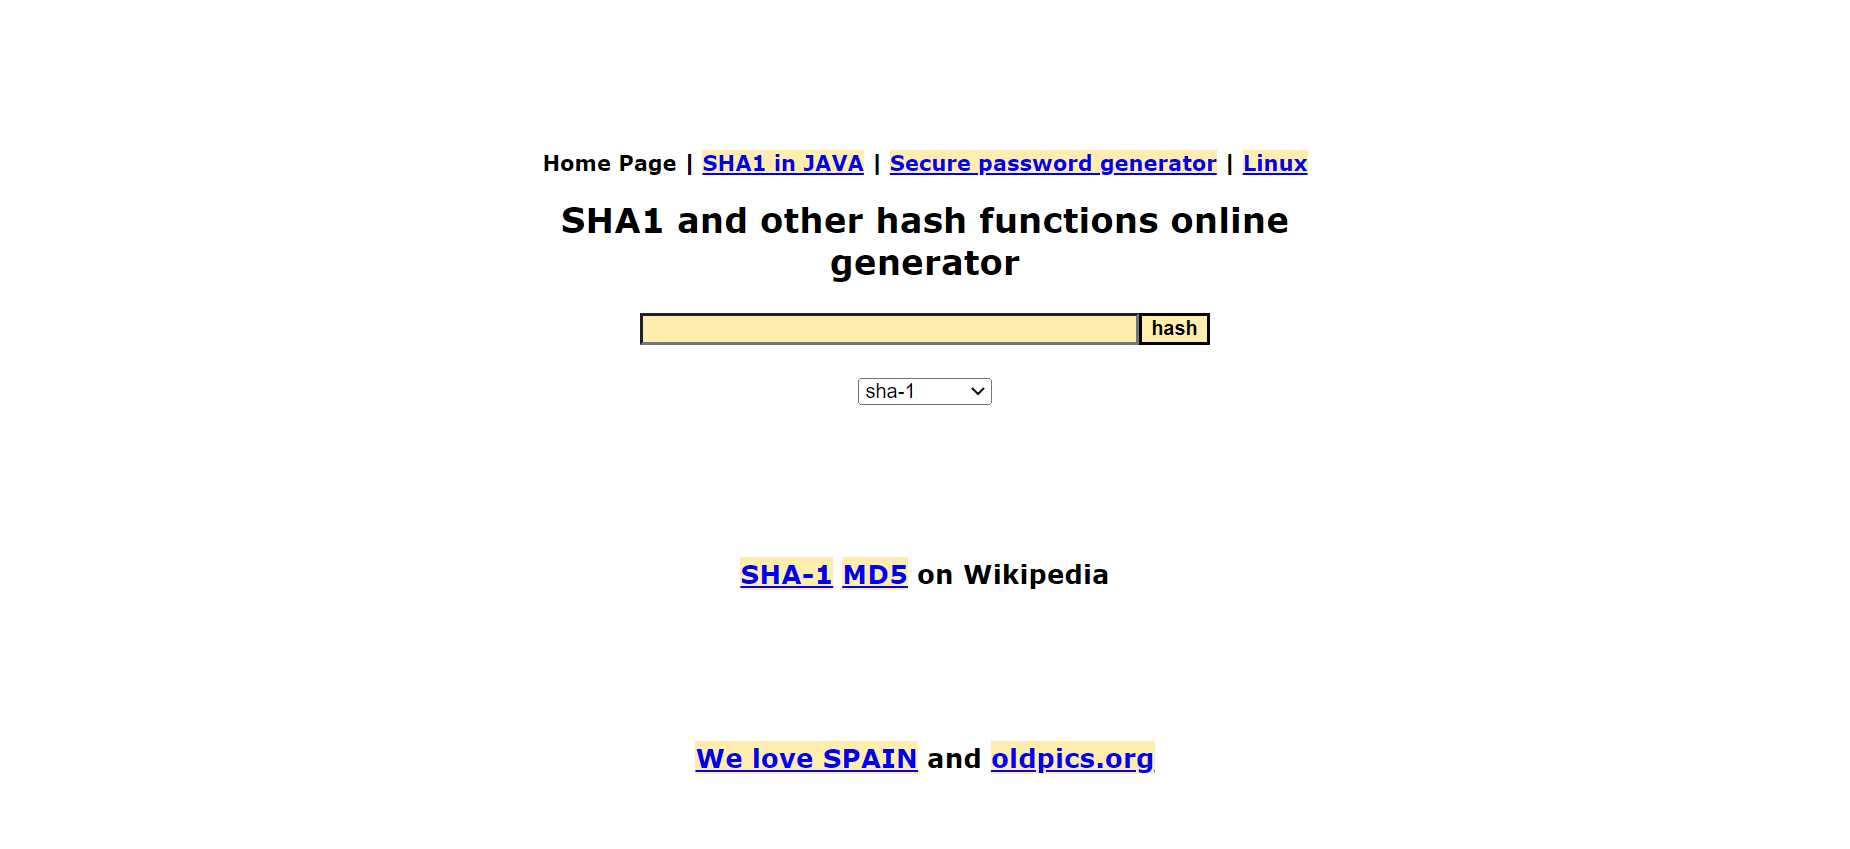 Home Page | SHA1 in JAVA | Secure password generator | Linux
SHA1 and other hash functions online
generator
hash
sha-1
SHA-1 MD5 on Wikipedia
We love SPAIN and oldpics.org